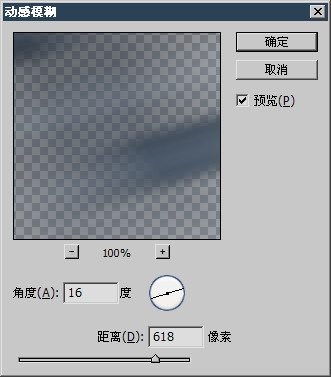 动感模糊
确定
取消
预览(P)
100%
角度(A): 16 度
距离(D): 618 像素